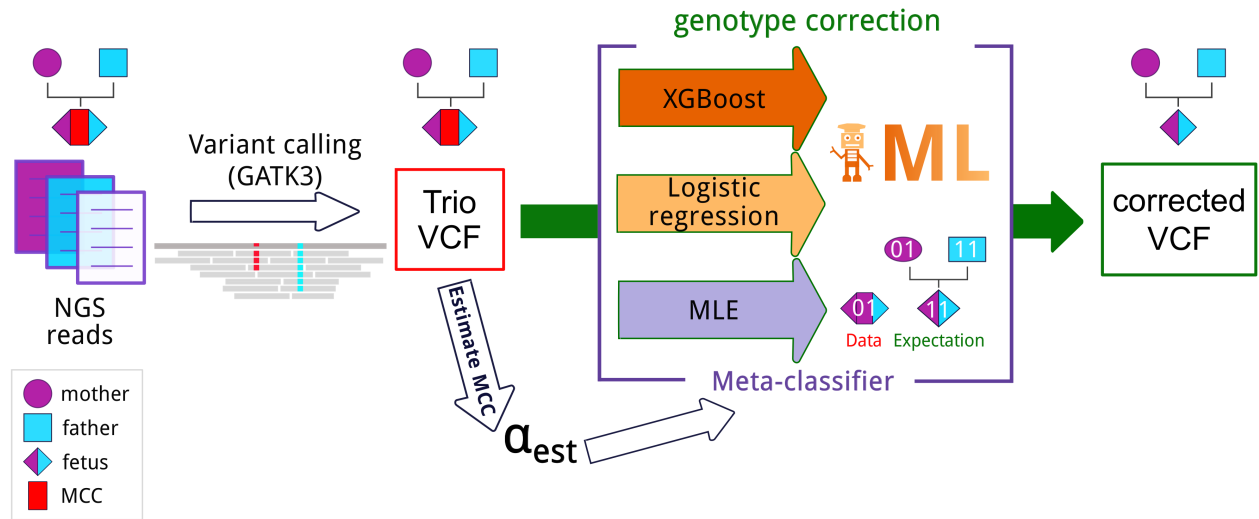 genotype correction
Variant calling
(GATK3)
NGS
reads
Trio
VCF
Estimate MCC
αest
XGBoost
Logistic
regression
MLE
ML
01
11
01
11
Data
Expectation
Meta-classifier
corrected
VCF
mother
father
fetus
MCC